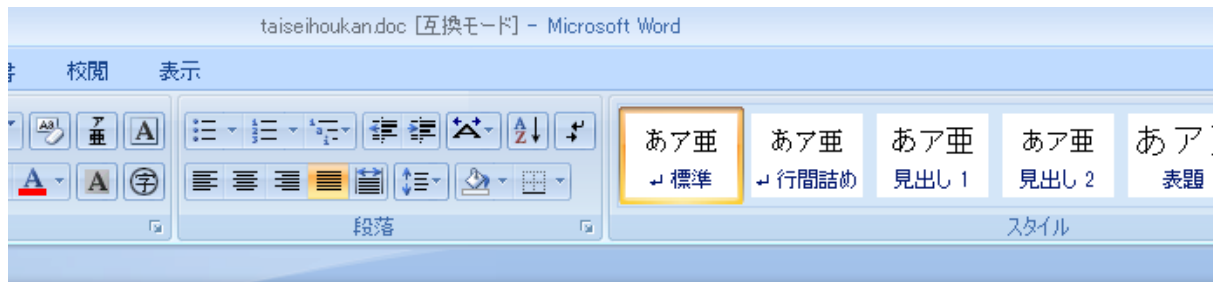 taiseihoukan.doc [互換モード] - Microsoft Word
校閲 表示
あア亜 あア亜 あア亜 あア亜 あア
標準 行間詰め 見出し 1 見出し 2 表題
段落 スタイル